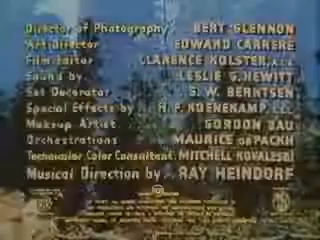 Director of Photography .. BERT GLENNON
Art Director .. EDWARD CARRERE
Film Editor .. CLARENCE KOLSTER, A.C.E.
Sound by .. LESLIE G. HEWITT
Set Decorator .. G. W. BERNTSEN
Special Effects by .. H. F. KOENEKAMP, A.S.C.
Makeup Artist .. GORDON BAU
Orchestrations .. MAURICE dePACKH
Technicolor Color Consultant .. MITCHELL KOVALESKI
Musical Direction by .. RAY HEINDORF